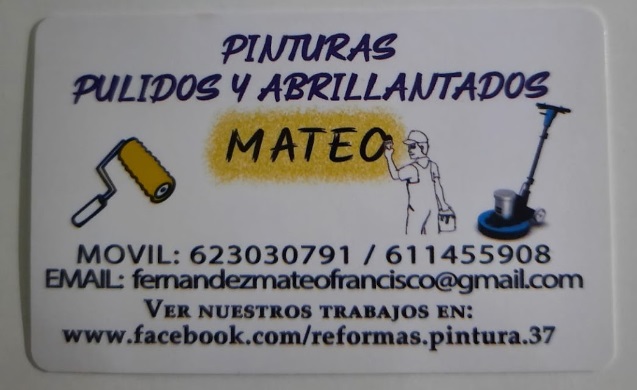 PINTURAS
PULIDOS Y ABRILLANTADOS
MATEO
MOVIL: 623030791 / 611455908
EMAIL: fernandezmateofrancisco@gmail.com
VER NUESTROS TRABAJOS EN:
www.facebook.com/reformas.pintura.37